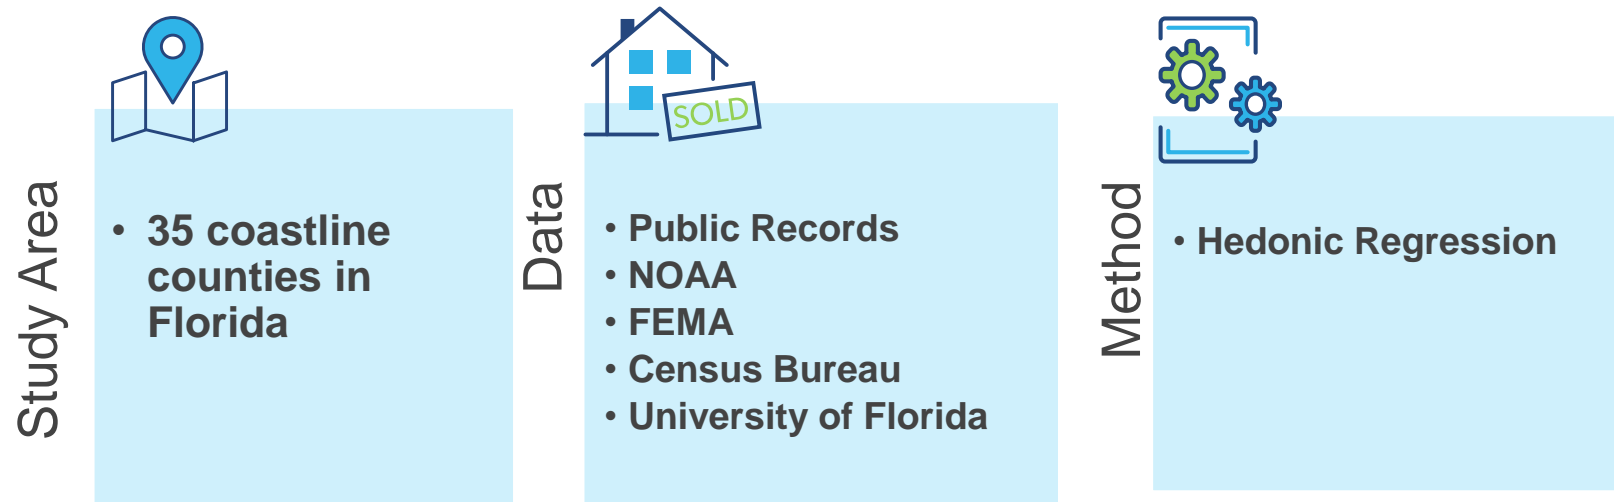 Study Area
• 35 coastline
counties in
Florida
Data
SOLD
• Public Records
• NOAA
• FEMA
• Census Bureau
• University of Florida
Method
• Hedonic Regression